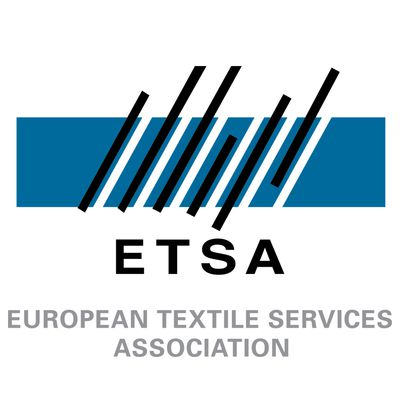 ETSA
EUROPEAN TEXTILE SERVICES
ASSOCIATION